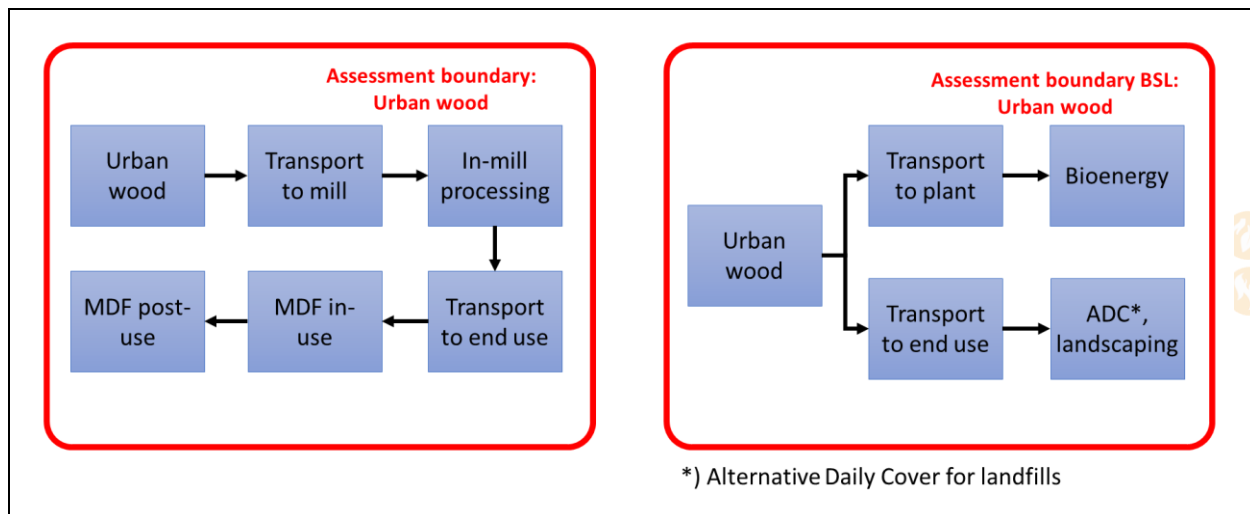 Assessment boundary:
Urban wood
Urban
wood
Transport
to mill
In-mill
processing
MDF post-
use
MDF in-
use
Transport
to end use
Assessment boundary BSL:
Urban wood
Urban
wood
Transport
to plant
Bioenergy
Transport
to end use
ADC*,
landscaping
*) Alternative Daily Cover for landfills